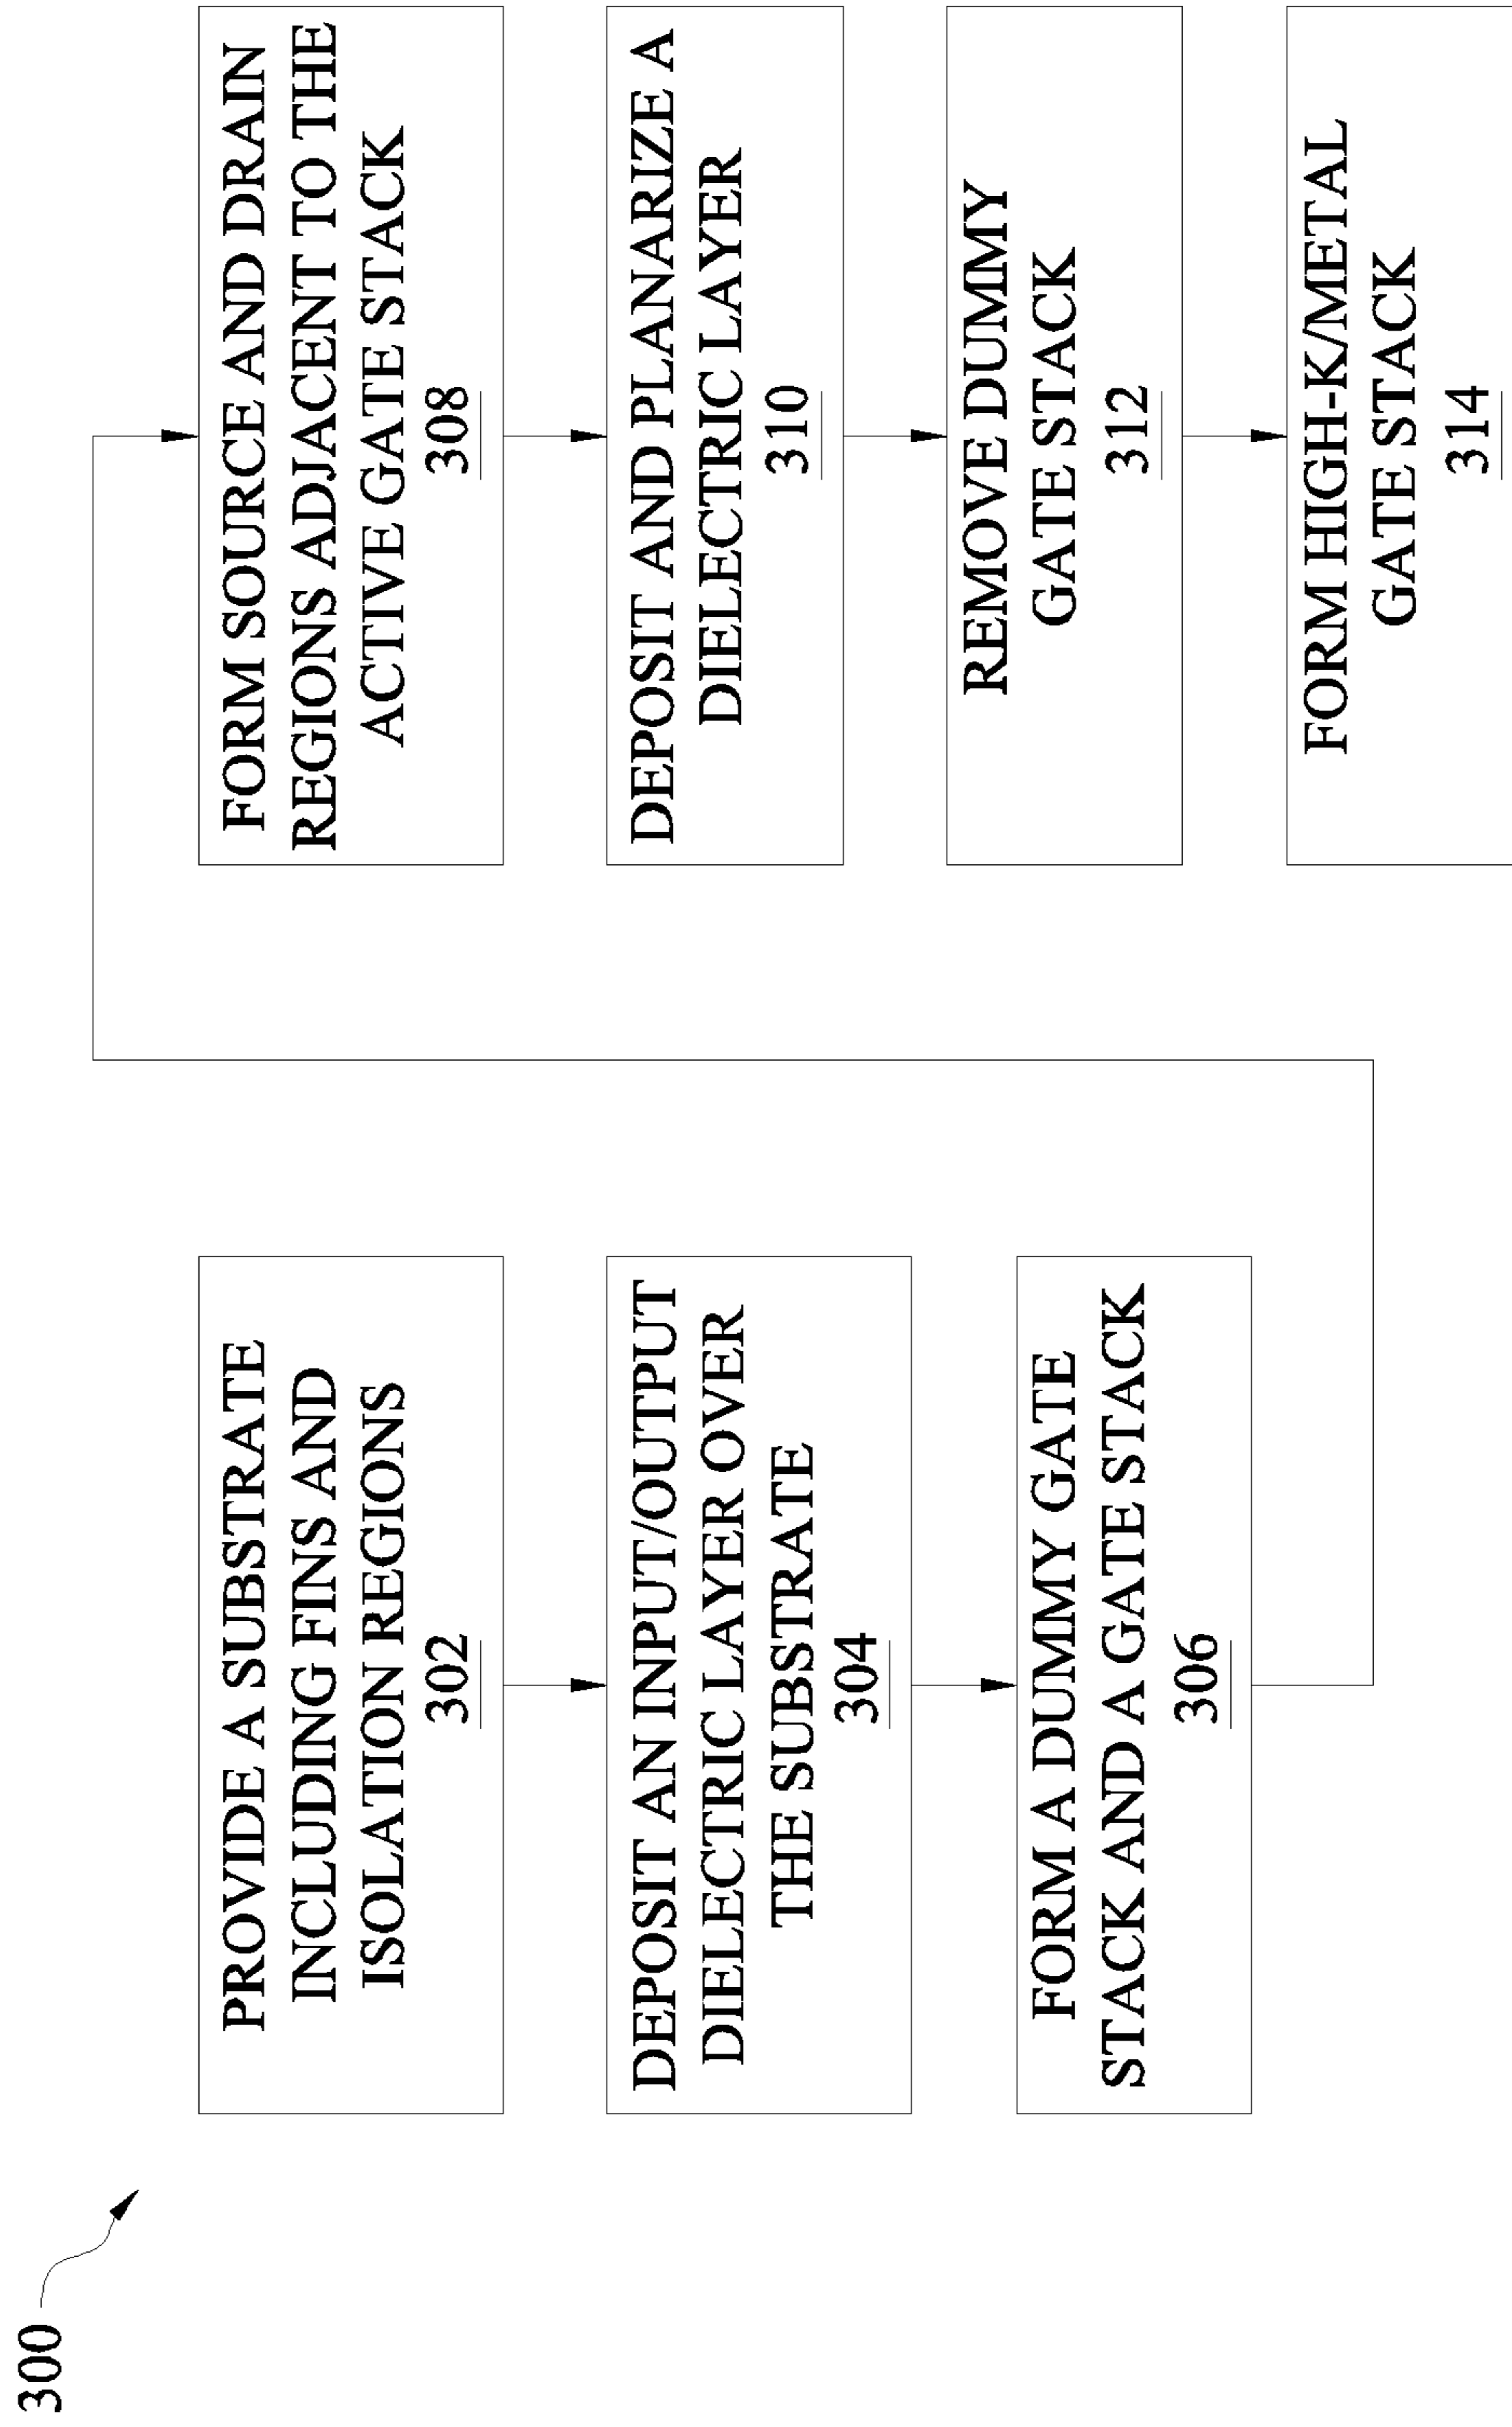 300
PROVIDE A SUBSTRATE
INCLUDING FINS AND
ISOLATION REGIONS
302
DEPOSIT AN INPUT/OUTPUT
DIELECTRIC LAYER OVER
THE SUBSTRATE
304
FORM A DUMMY GATE
STACK AND A GATE STACK
306
FORM SOURCE AND DRAIN
REGIONS ADJACENT TO THE
ACTIVE GATE STACK
308
DEPOSIT AND PLANARIZE A
DIELECTRIC LAYER
310
REMOVE DUMMY
GATE STACK
312
FORM HIGH-K/METAL
GATE STACK
314